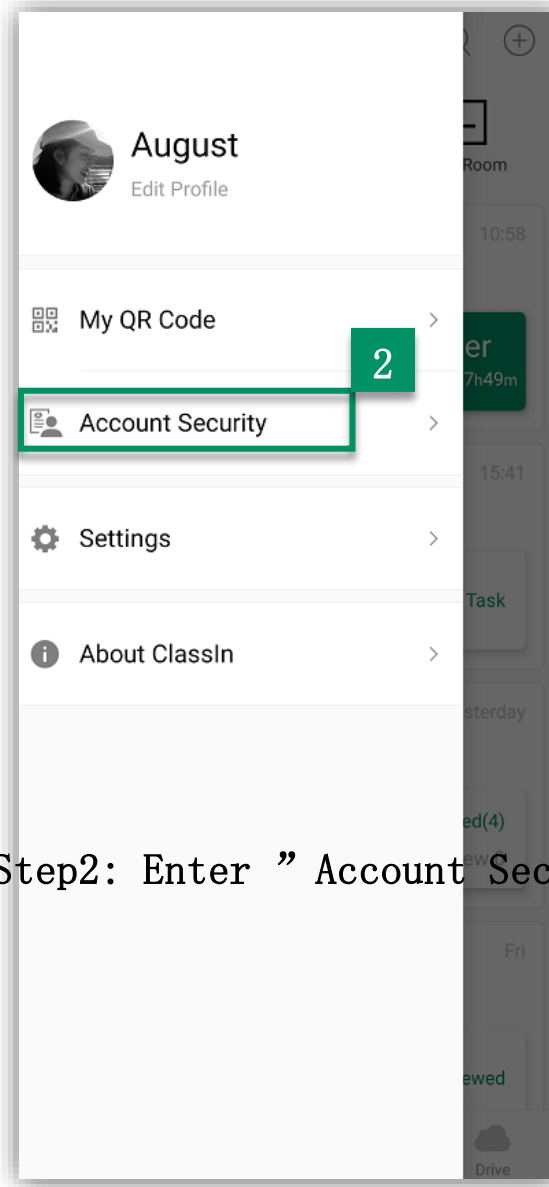 August
Edit Profile
Room
10:58
My QR Code
2
er
7h49m
Account Security
15:41
Settings
Task
About ClassIn
sterday
ed(4)
Step2: Enter ” Account Sec
Fri
ewed
Drive